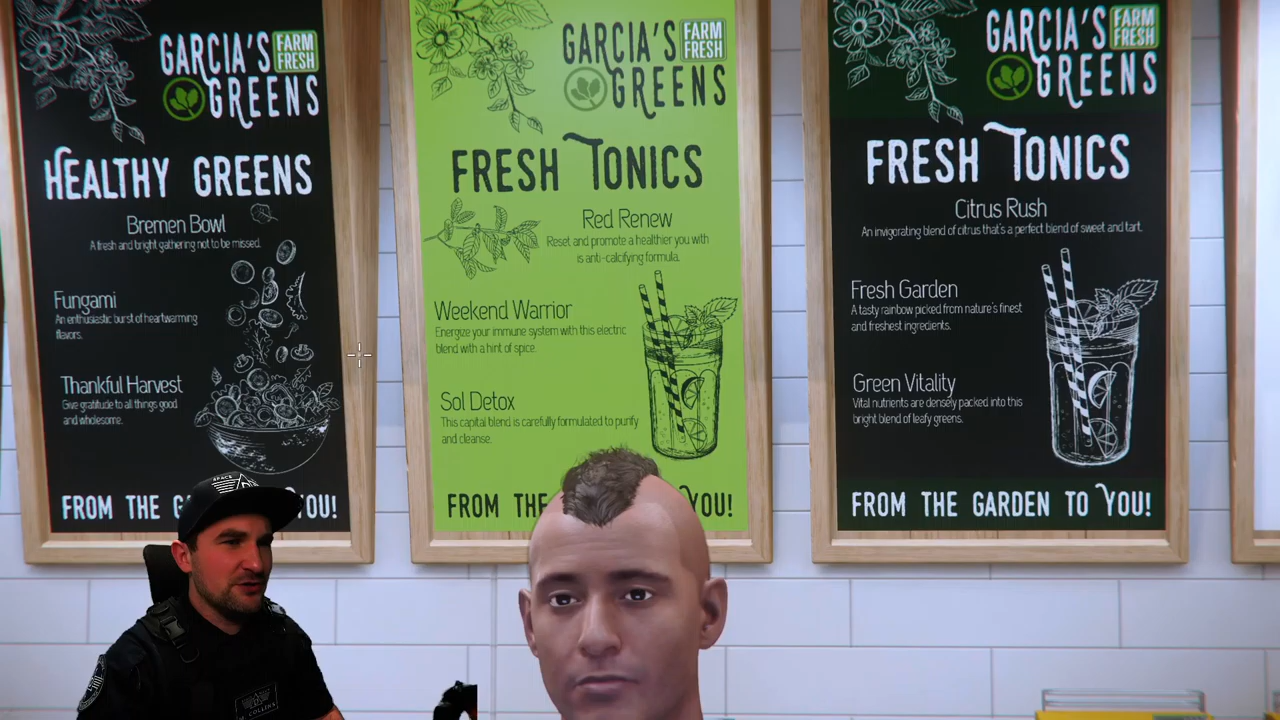 GARCIA'S
FARM
FRESH
GREENS
HEALTHY GREENS
Bremen Bowl
A fresh and bright gathering not to be missed.
Fungami
An enthusiastic burst of heartwarming
flavors.
Thankful Harvest
Give gratitude to all things good
and wholesome.
FROM THE
YOU!
GARCIA'S
FARM
FRESH
GREENS
FRESH TONICS
Red Renew
Reset and promote a healthier you with
is anti-calcifying formula.
Weekend Warrior
Energize your immune system with this electric
blend with a hint of spice.
Sol Detox
This capital blend is carefully formulated to purify
and cleanse.
FROM THE
YOU!
GARCIA'S
FARM
FRESH
GREENS
FRESH TONICS
Citrus Rush
An invigorating blend of citrus that's a perfect blend of sweet and tart.
Fresh Garden
A tasty rainbow picked from nature's finest
and freshest ingredients.
Green Vitality
Vital nutrients are densely packed into this
bright blend of leafy greens.
FROM THE GARDEN TO YOU!
COLLINS